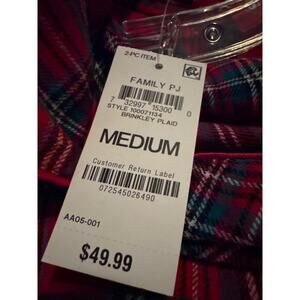 2-PC ITEM
FAMILY PJ
7 32997 15300 0
STYLE 100071134
BRINKLEY PLAID
MEDIUM
Customer Return Label
072545026490
AA05-001
$49.99